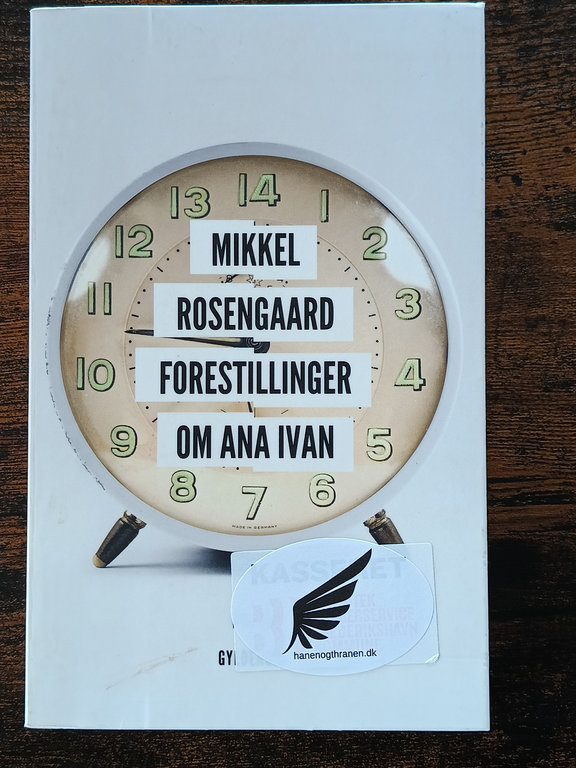 14
13
1
12
2
11
3
10
4
9
5
8
6
7
MIKKEL
ROSENGAARD
FORESTILLINGER
OM ANA IVAN
MADE IN GERMANY
KASSERET
hanenogthranen.dk